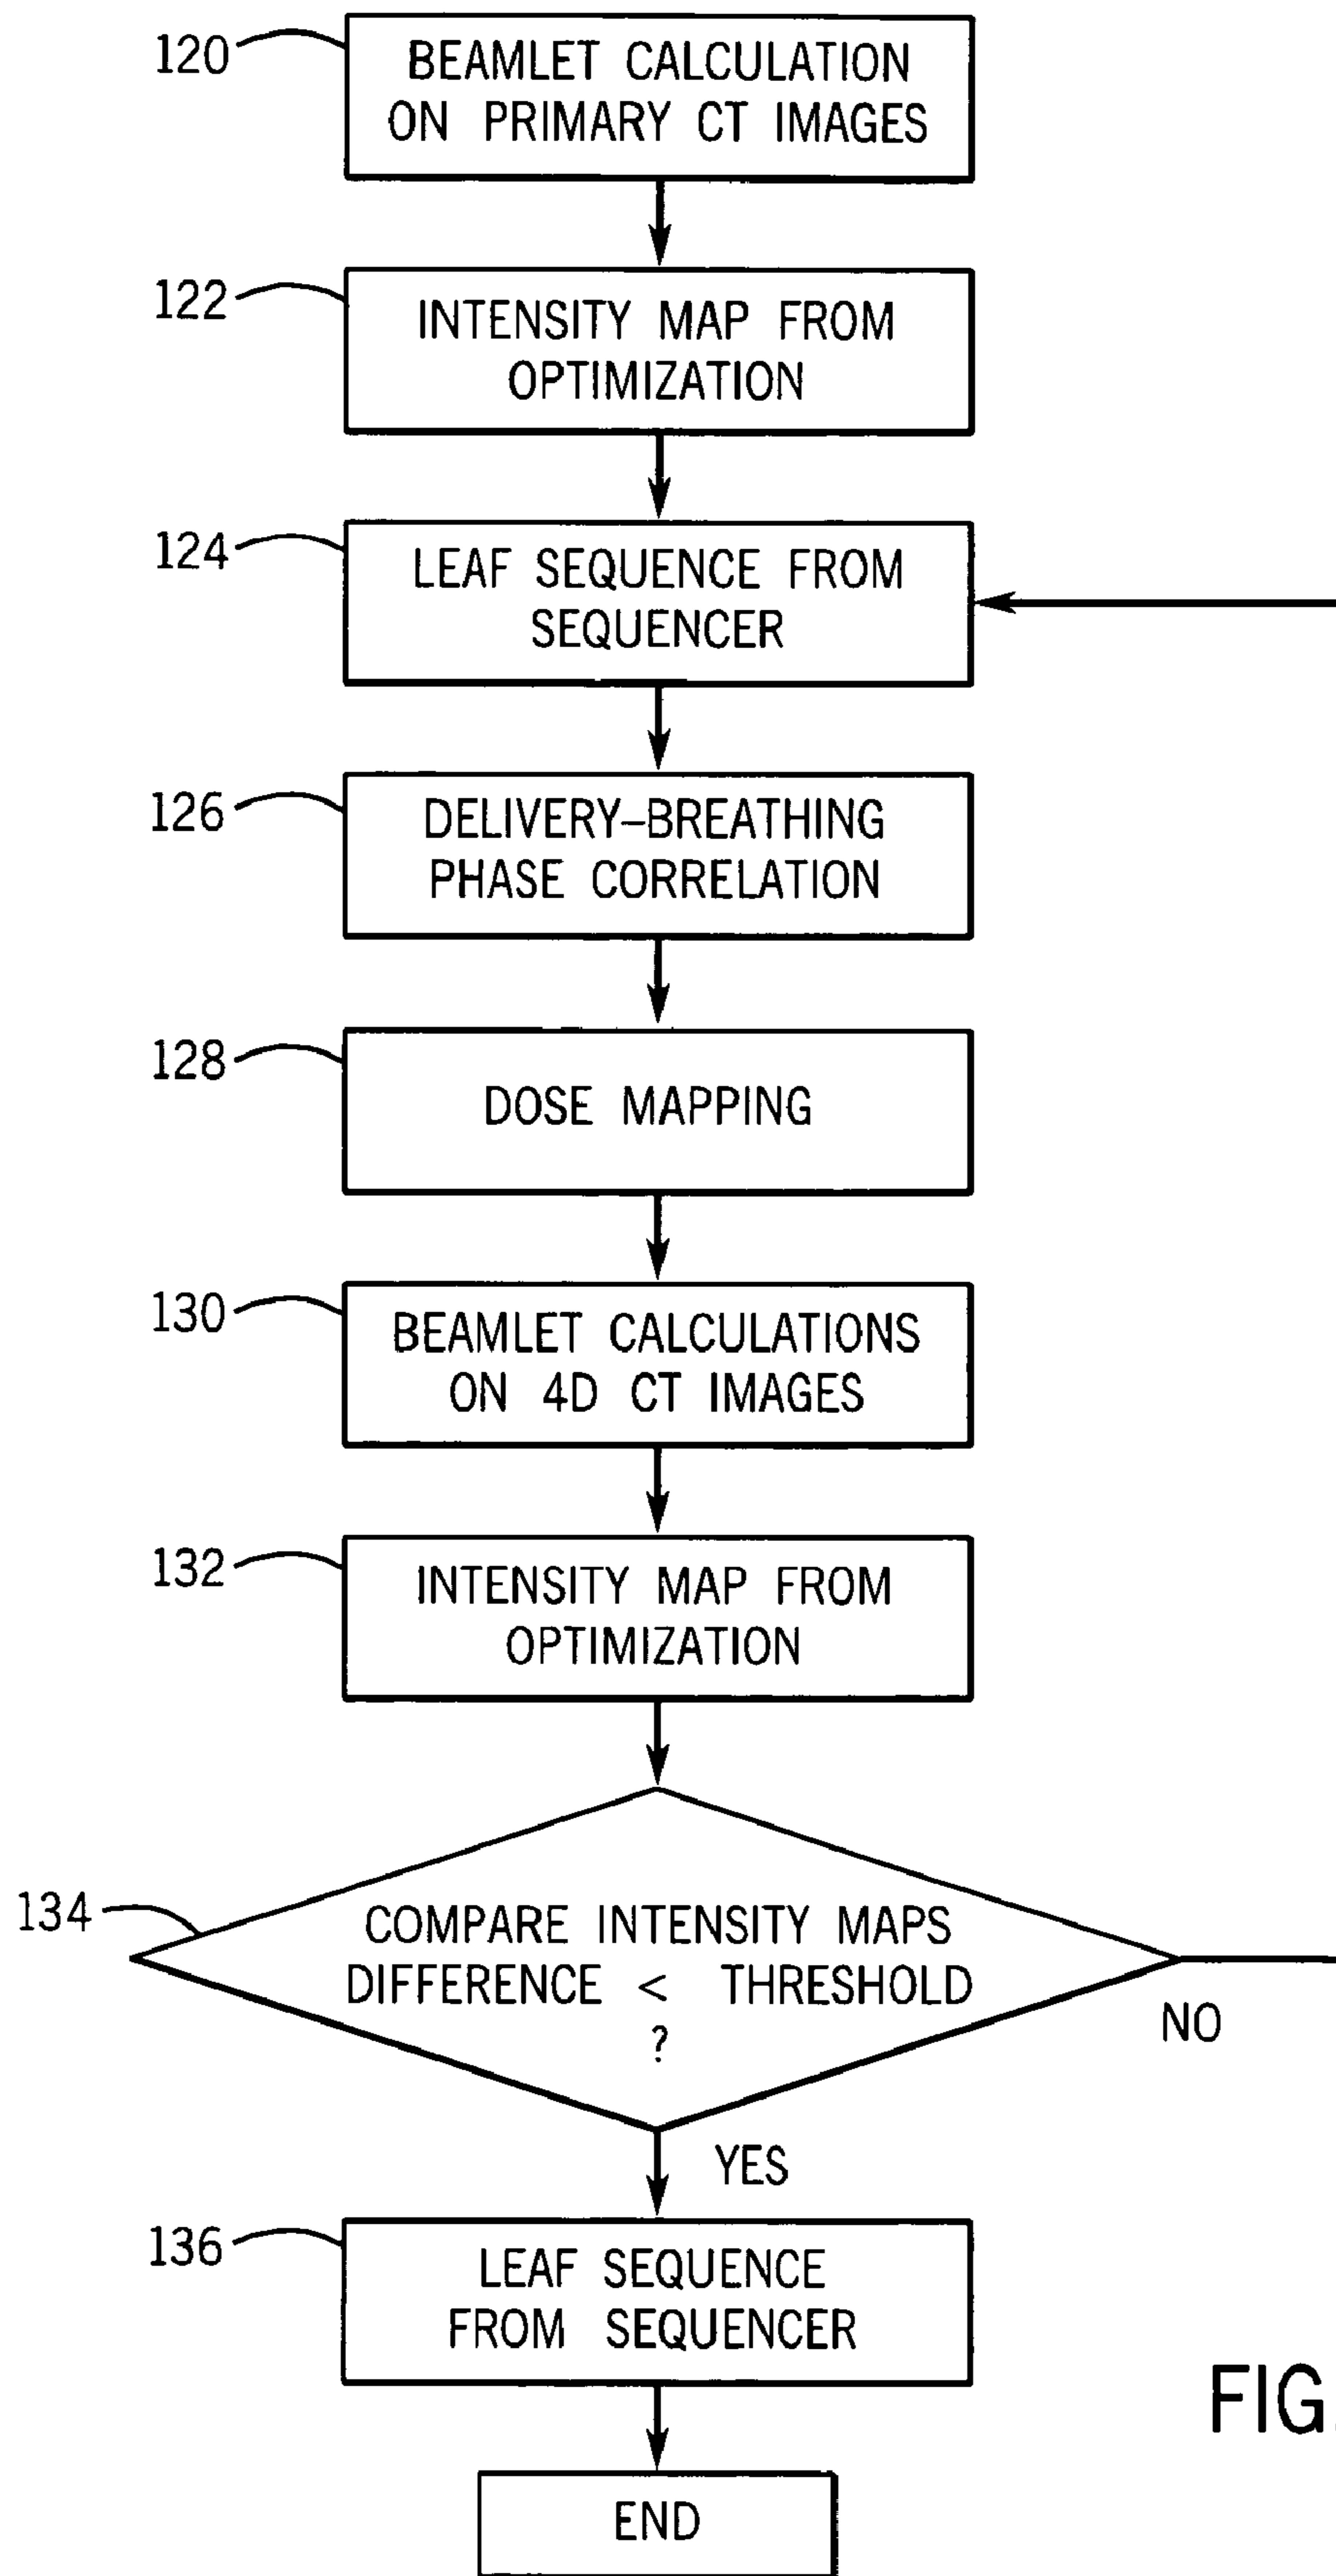 120
BEAMLET CALCULATION
ON PRIMARY CT IMAGES
122
INTENSITY MAP FROM
OPTIMIZATION
124
LEAF SEQUENCE FROM
SEQUENCER
126
DELIVERY–BREATHING
PHASE CORRELATION
128
DOSE MAPPING
130
BEAMLET CALCULATIONS
ON 4D CT IMAGES
132
INTENSITY MAP FROM
OPTIMIZATION
134
COMPARE INTENSITY MAPS
DIFFERENCE < THRESHOLD
?
NO
YES
136
LEAF SEQUENCE
FROM SEQUENCER
FIG.
END